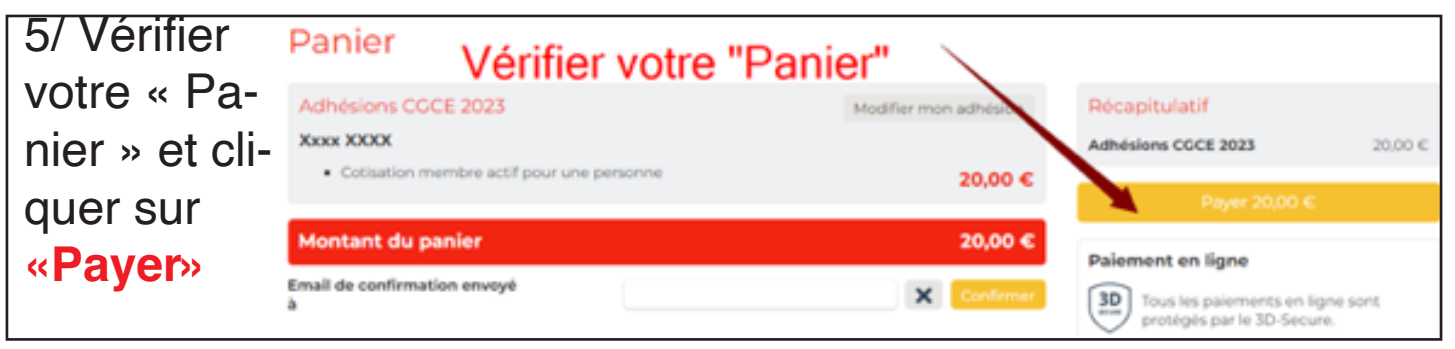 5/ Vérifier
votre « Pa-
nier » et cli-
quer sur
«Payer»
Panier
Vérifier votre "Panier"
Adhésions CGCE 2023
Modifier mon adhésion
Xxxx XXXX
Cotisation membre actif pour une personne
20,00 €
Montant du panier
20,00 €
Email de confirmation envoyé
à
Confirmer
Récapitulatif
Adhésions CGCE 2023
20,00 €
Payer 20,00 €
Paiement en ligne
3D
SECURE
Tous les paiements en ligne sont
protégés par le 3D-Secure.